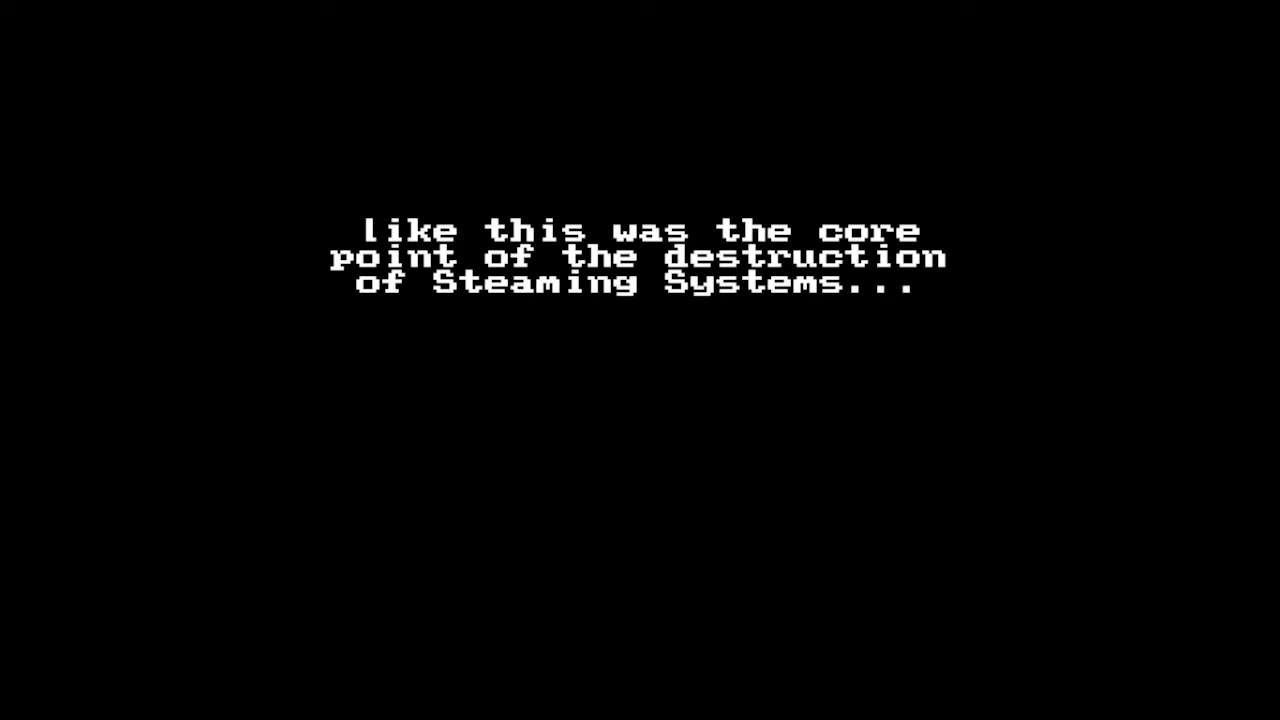 like this was the core
point of the destruction
of Steaming Systems...